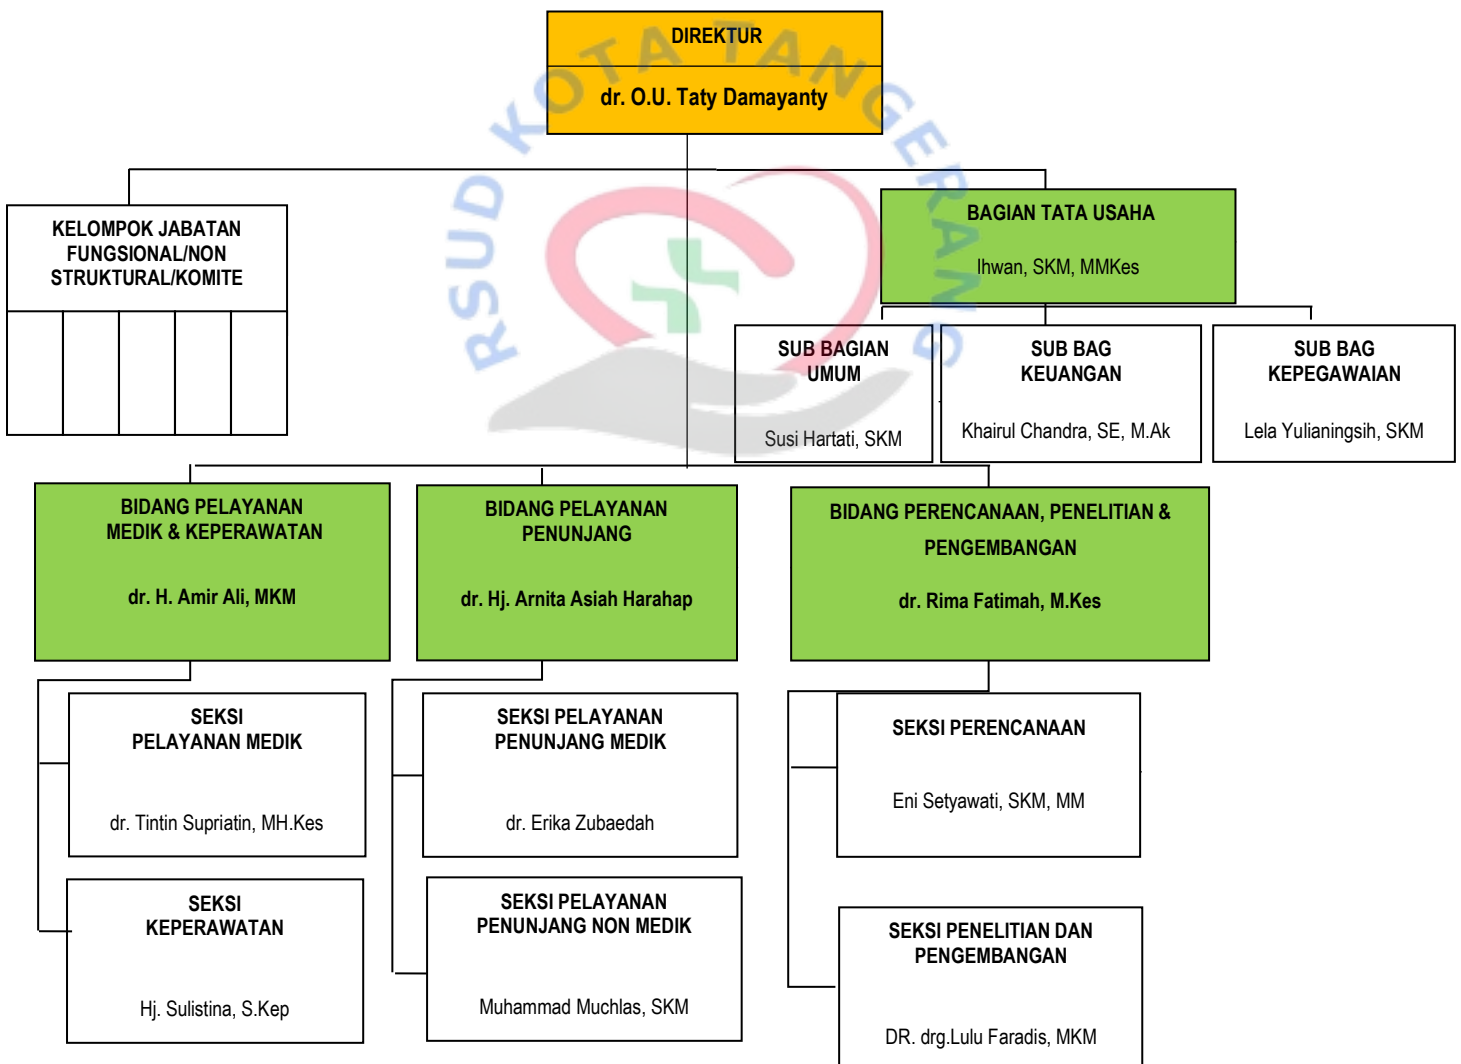 RSUD KOTA TANGERANG
DIREKTUR
dr. O.U. Taty Damayanty
KELOMPOK JABATAN
FUNGSIONAL/NON
STRUKTURAL/KOMITE
BAGIAN TATA USAHA
Ihwan, SKM, MMKes
SUB BAGIAN
UMUM
Susi Hartati, SKM
SUB BAG
KEUANGAN
Khairul Chandra, SE, M.Ak
SUB BAG
KEPEGAWAIAN
Lela Yulianingsih, SKM
BIDANG PELAYANAN
MEDIK & KEPERAWATAN
dr. H. Amir Ali, MKM
BIDANG PELAYANAN
PENUNJANG
dr. Hj. Arnita Asiah Harahap
BIDANG PERENCANAAN, PENELITIAN &
PENGEMBANGAN
dr. Rima Fatimah, M.Kes
SEKSI
PELAYANAN MEDIK
dr. Tintin Supriatin, MH.Kes
SEKSI PELAYANAN
PENUNJANG MEDIK
dr. Erika Zubaedah
SEKSI PERENCANAAN
Eni Setyawati, SKM, MM
SEKSI
KEPERAWATAN
Hj. Sulistina, S.Kep
SEKSI PELAYANAN
PENUNJANG NON MEDIK
Muhammad Muchlas, SKM
SEKSI PENELITIAN DAN
PENGEMBANGAN
DR. drg.Lulu Faradis, MKM